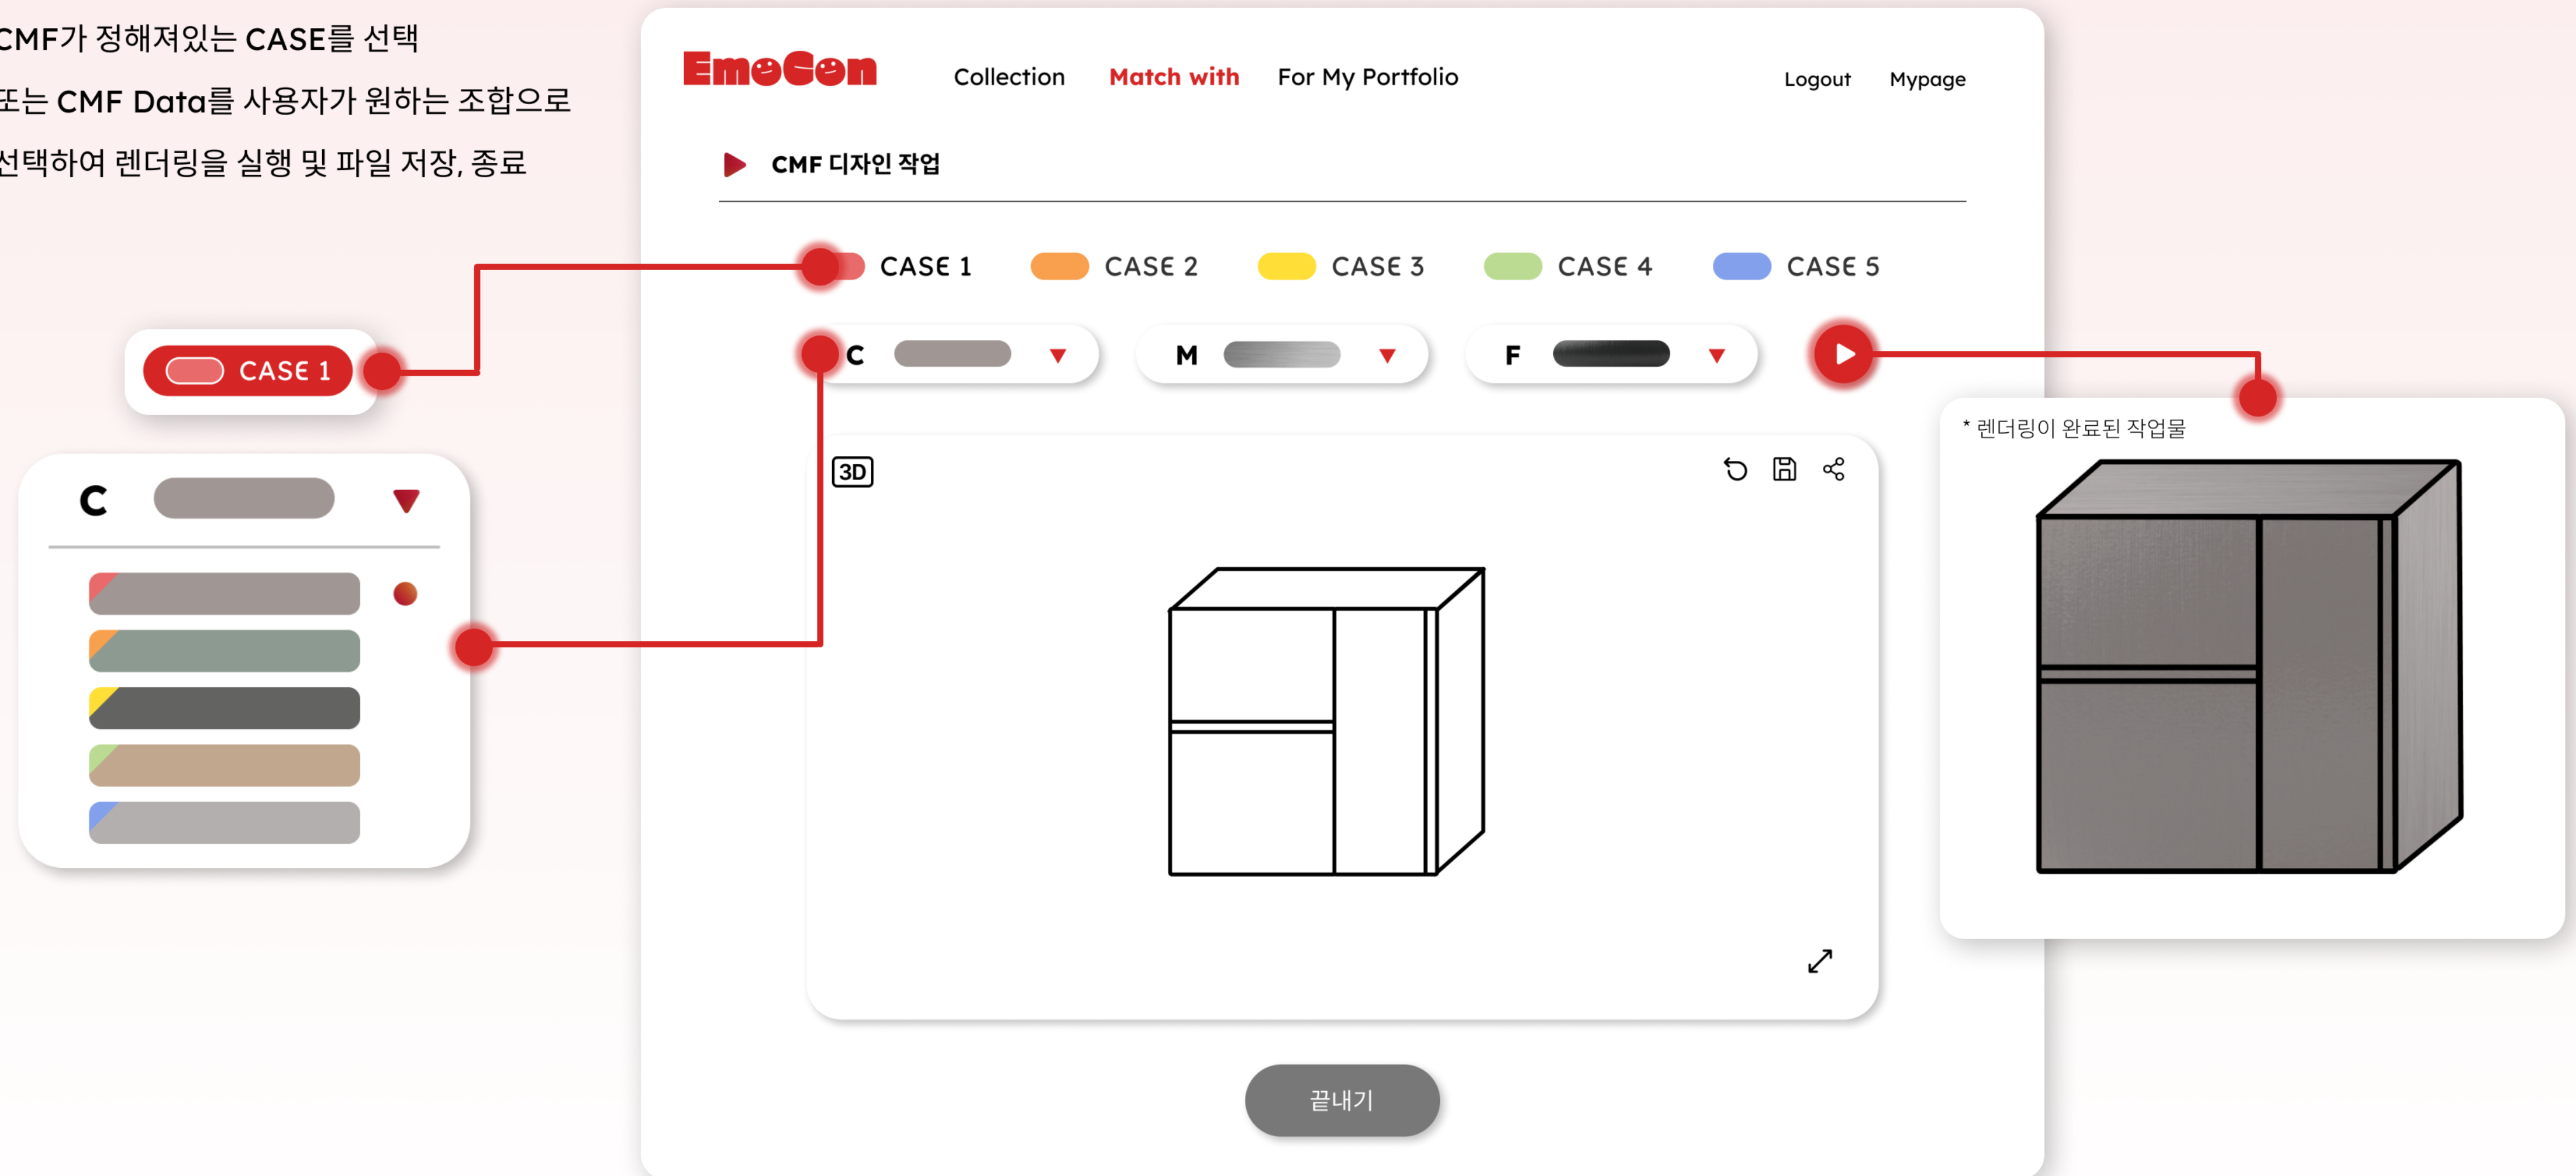 CMF가 정해져있는 CASE를 선택
또는 CMF Data를 사용자가 원하는 조합으로
선택하여 렌더링을 실행 및 파일 저장, 종료
EmoCon
Collection Match with For My Portfolio Logout Mypage
CMF 디자인 작업
CASE 1 CASE 2 CASE 3 CASE 4 CASE 5
C M F
CASE 1
C
3D
* 렌더링이 완료된 작업물
끝내기